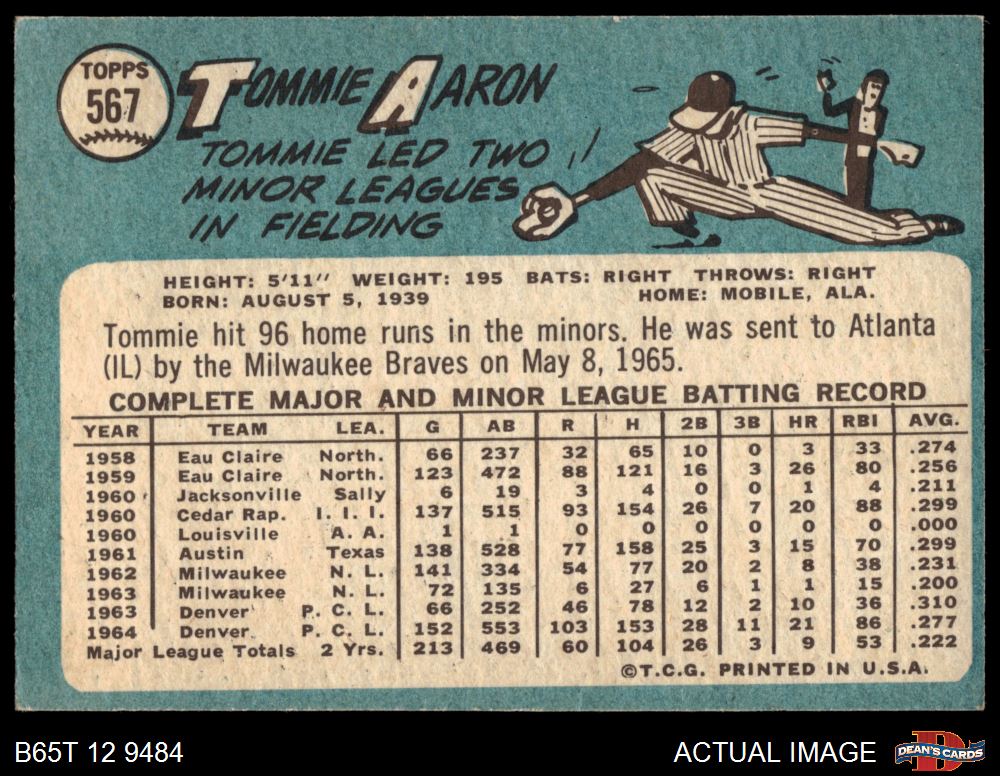 TOPPS
567
TOMMIE AARON
TOMMIE LED TWO
MINOR LEAGUES
IN FIELDING
HEIGHT: 5'11" WEIGHT: 195 BATS: RIGHT THROWS: RIGHT
BORN: AUGUST 5, 1939 HOME: MOBILE, ALA.
Tommie hit 96 home runs in the minors. He was sent to Atlanta
(IL) by the Milwaukee Braves on May 8, 1965.
COMPLETE MAJOR AND MINOR LEAGUE BATTING RECORD
YEAR TEAM LEA. G AB R H 2B 3B HR RBI AVG.
1958 Eau Claire North. 66 237 32 65 10 0 3 33 .274
1959 Eau Claire North. 123 472 88 121 16 3 26 80 .256
1960 Jacksonville Sally 6 19 3 4 0 0 1 4 .211
1960 Cedar Rap. I. I. I. 137 515 93 154 26 7 20 88 .299
1960 Louisville A. A. 1 1 0 0 0 0 0 0 .000
1961 Austin Texas 138 528 77 158 25 3 15 70 .299
1962 Milwaukee N. L. 141 334 54 77 20 2 8 38 .231
1963 Milwaukee N. L. 72 135 6 27 6 1 1 15 .200
1963 Denver P. C. L. 66 252 46 78 12 2 10 36 .310
1964 Denver P. C. L. 152 553 103 153 28 11 21 86 .277
Major League Totals 2 Yrs. 213 469 60 104 26 3 9 53 .222
©T.C.G. PRINTED IN U.S.A.
B65T 12 9484 ACTUAL IMAGE DEAN'S CARDS